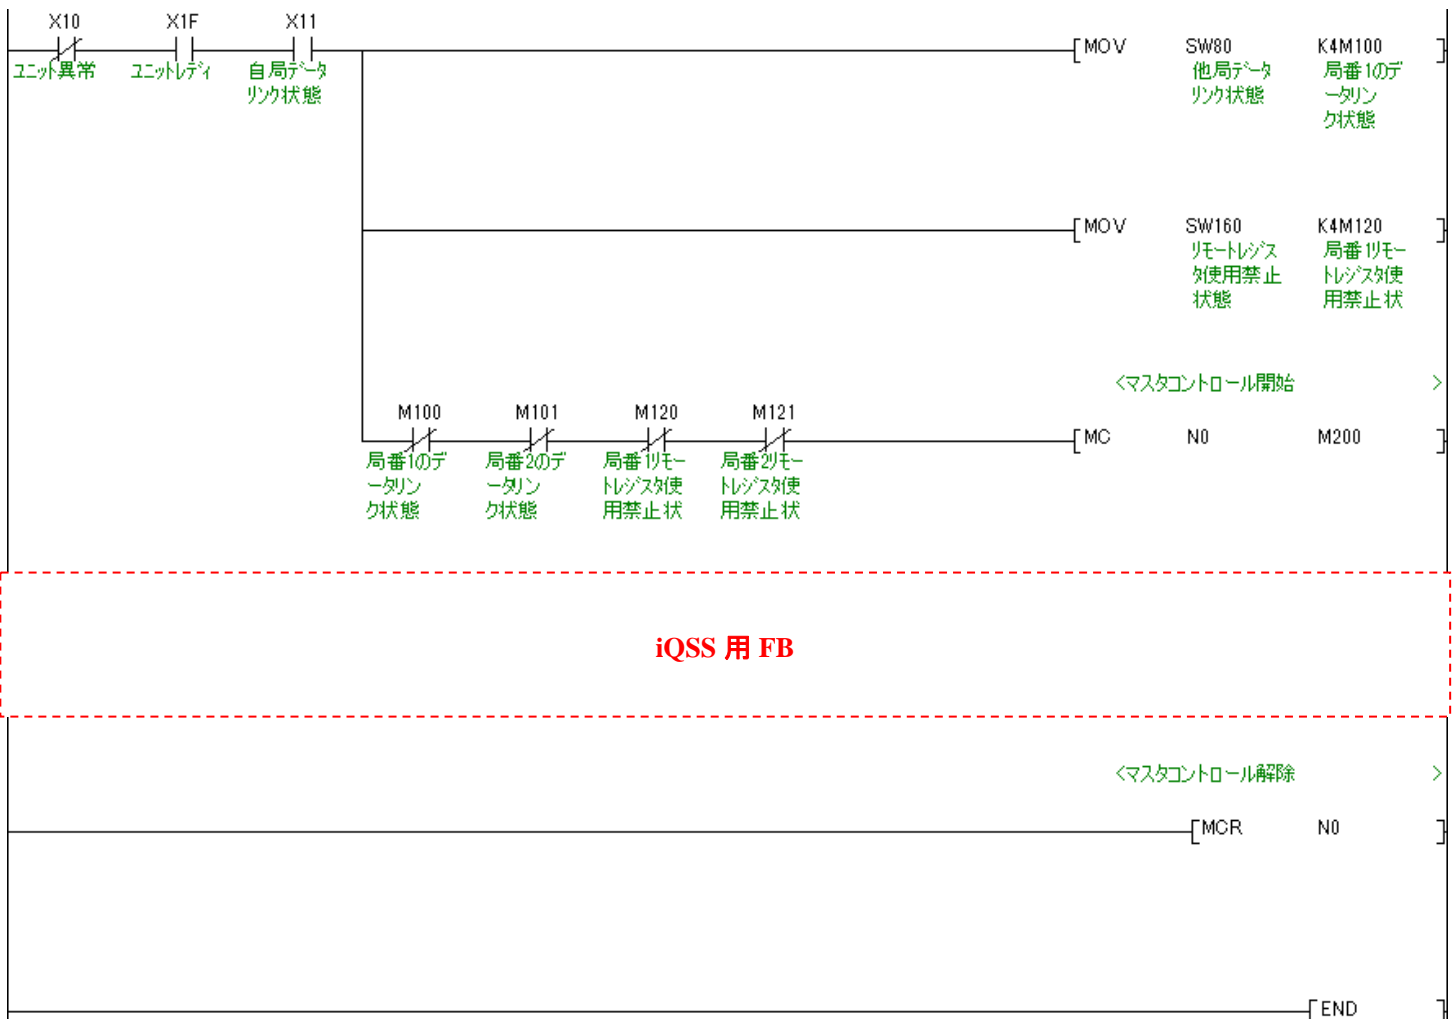 X10 X1F X11
[MOV SW80 K4M100 ]
ユニット異常 ユニットレディ 自局データ 他局データ 局番1のデ
リンク状態 リンク状態 ータリン
ク状態
[MOV SW160 K4M120 ]
リモートレジス 局番1リモー
タ使用禁止 トレジスタ使
状態 用禁止状
<マスタコントロール開始 >
M100 M101 M120 M121
[MC N0 M200 ]
局番1のデ 局番2のデ 局番1リモー 局番2リモー
ータリン ータリン トレジスタ使 トレジスタ使
ク状態 ク状態 用禁止状 用禁止状
iQSS 用 FB
<マスタコントロール解除 >
[MCR N0 ]
[END ]